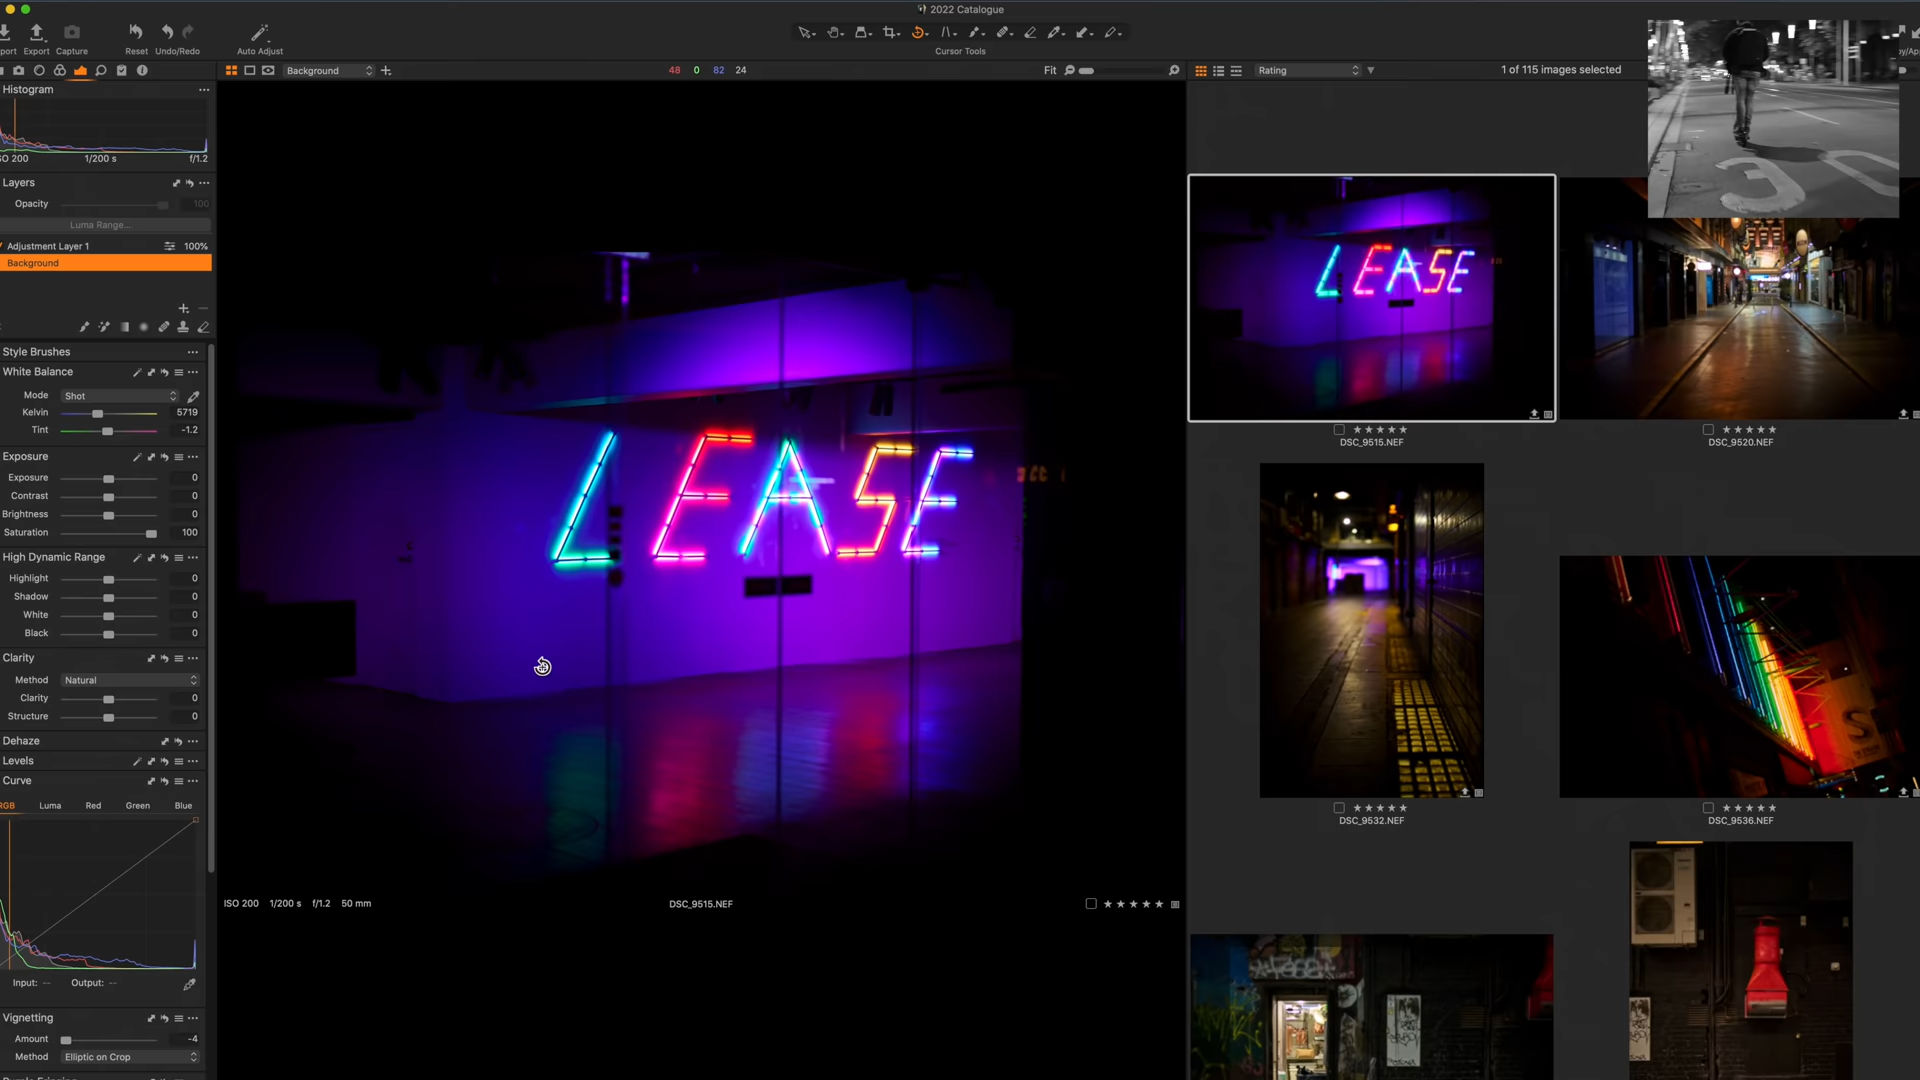 2022 Catalogue
port
Export
Capture
Reset
Undo/Redo
Auto Adjust
Cursor Tools
Background
48 0 82 24
Fit
Rating
1 of 115 images selected
Histogram
ISO 200 1/200 s f/1.2
Layers
Opacity 100
Luma Range...
Adjustment Layer 1 100%
Background
Style Brushes
White Balance
Mode Shot
Kelvin 5719
Tint -1.2
Exposure
Exposure 0
Contrast 0
Brightness 0
Saturation 100
High Dynamic Range
Highlight 0
Shadow 0
White 0
Black 0
Clarity
Method Natural
Clarity 0
Structure 0
Dehaze
Levels
Curve
RGB Luma Red Green Blue
Input: -- Output: --
Vignetting
Amount -4
Method Elliptic on Crop
LEASE
ISO 200 1/200 s f/1.2 50 mm
DSC_9515.NEF
30
LEASE
DSC_9515.NEF
DSC_9520.NEF
DSC_9532.NEF
S
DSC_9536.NEF